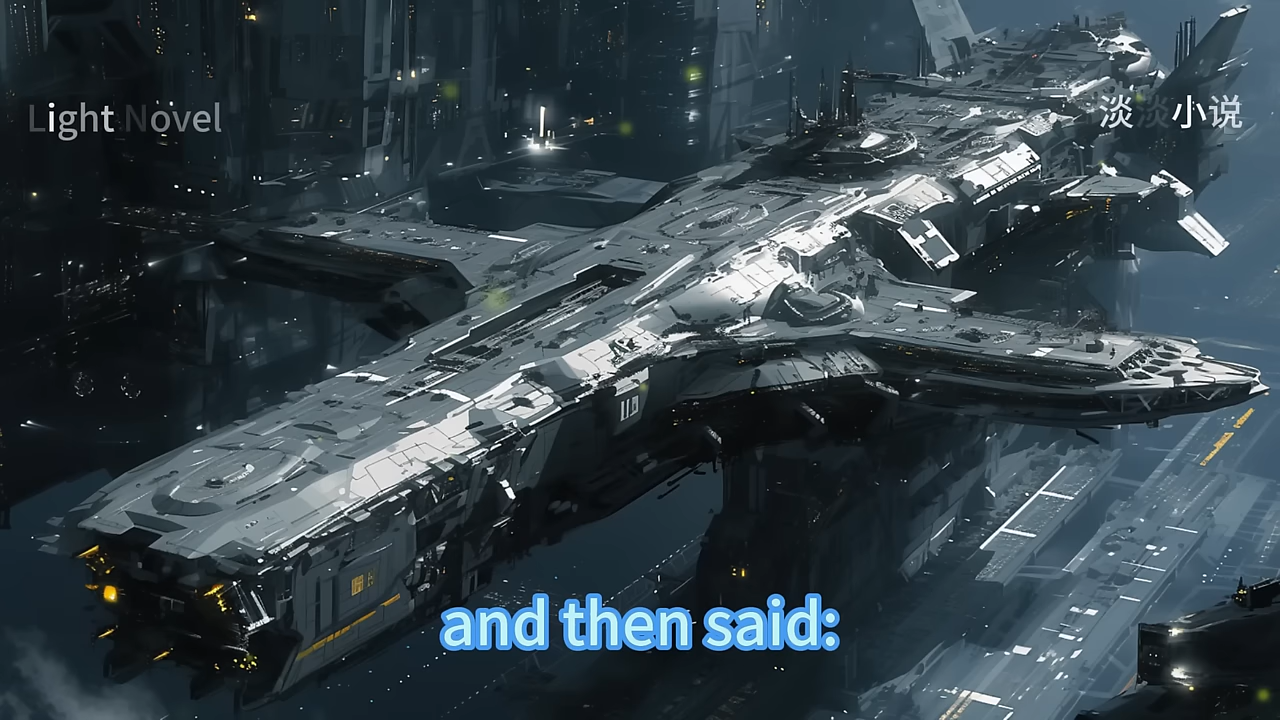 Light Novel
淡淡小说
and then said: